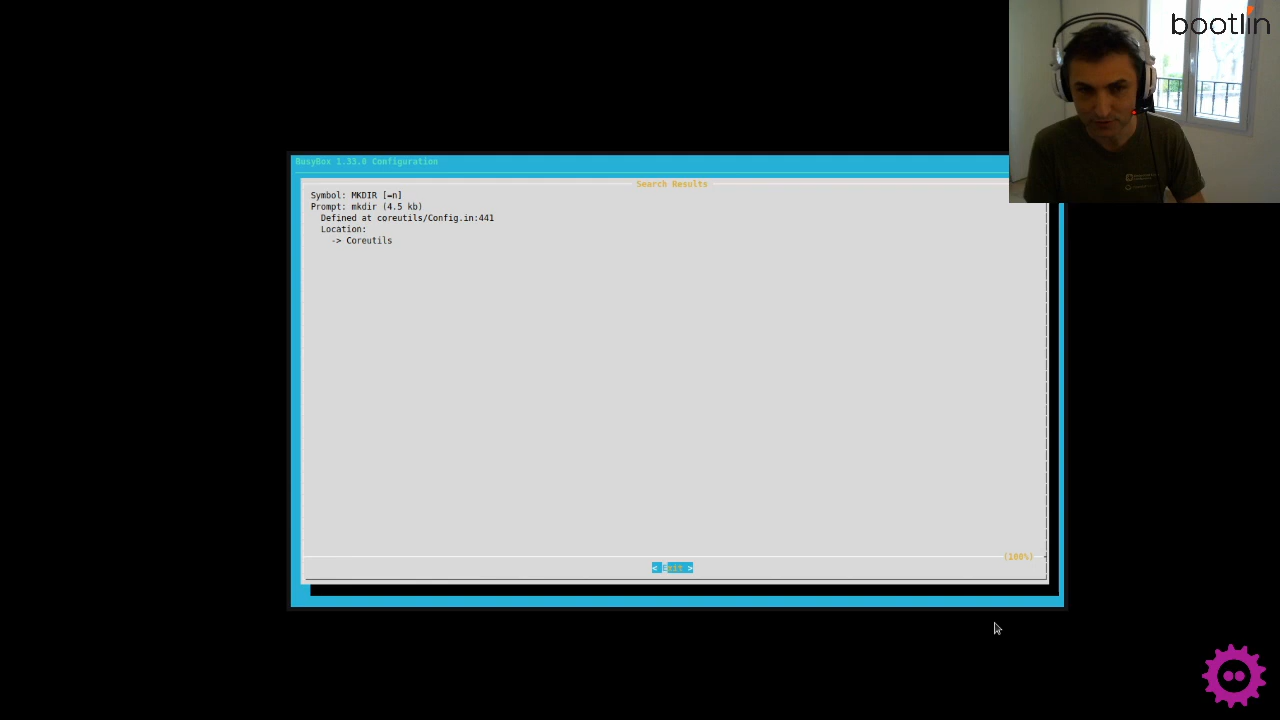 bootlin
BusyBox 1.33.0 Configuration
Search Results
Symbol: MKDIR [=n]
Prompt: mkdir (4.5 kb)
Defined at coreutils/Config.in:441
Location:
-> Coreutils
(100%)
< Exit >